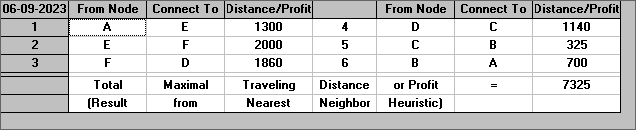 06-09-2023 From Node Connect To Distance/Profit From Node Connect To Distance/Profit
1 A E 1300 4 D C 1140
2 E F 2000 5 C B 325
3 F D 1860 6 B A 700
Total Maximal Traveling Distance or Profit = 7325
(Result from Nearest Neighbor Heuristic)